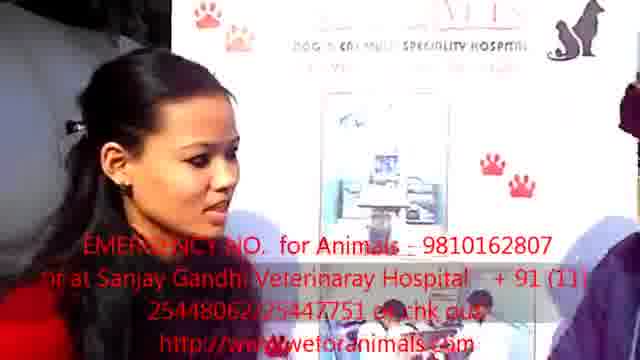 DOG & CAT MULTI SPECIALITY HOSPITAL
EMERGENCY NO. for Animals - 9810162807
or at Sanjay Gandhi Veterinaray Hospital + 91 (11)
25448062/25447751 or chk out
http://www.weforanimals.com